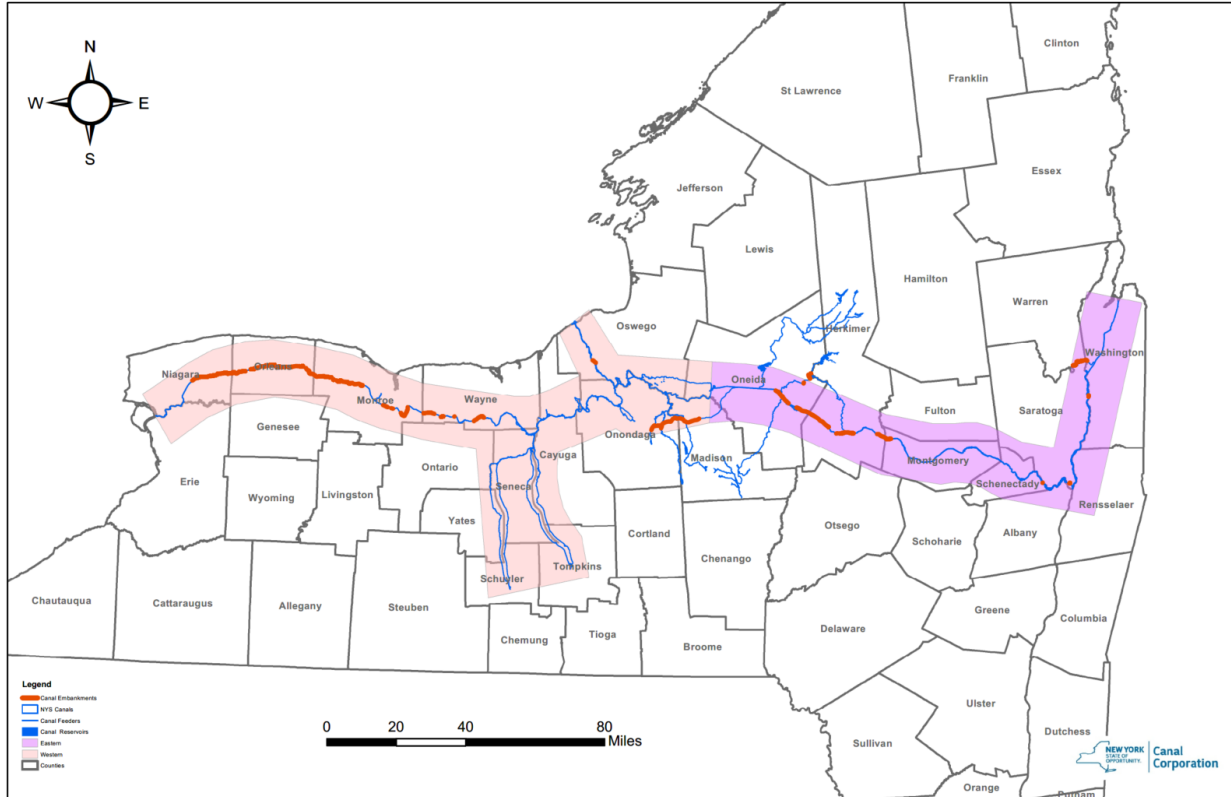 N
W
E
S
Clinton
Franklin
St Lawrence
Essex
Jefferson
Lewis
Hamilton
Warren
Herkimer
Oswego
Washington
Niagara
Orleans
Oneida
Monroe
Wayne
Fulton
Saratoga
Genesee
Onondaga
Cayuga
Madison
Montgomery
Ontario
Erie
Wyoming
Livingston
Seneca
Schenectady
Rensselaer
Yates
Otsego
Albany
Cortland
Schoharie
Chenango
Tompkins
Schuyler
Chautauqua
Cattaraugus
Allegany
Steuben
Greene
Columbia
Delaware
Chemung
Tioga
Broome
Ulster
Dutchess
Sullivan
Orange
Putnam
Legend
Canal Embankments
NYS Canals
Canal Feeders
Canal Reservoirs
Eastern
Western
Counties
0 20 40 80
Miles
NEW YORK
STATE OF
OPPORTUNITY.
Canal
Corporation